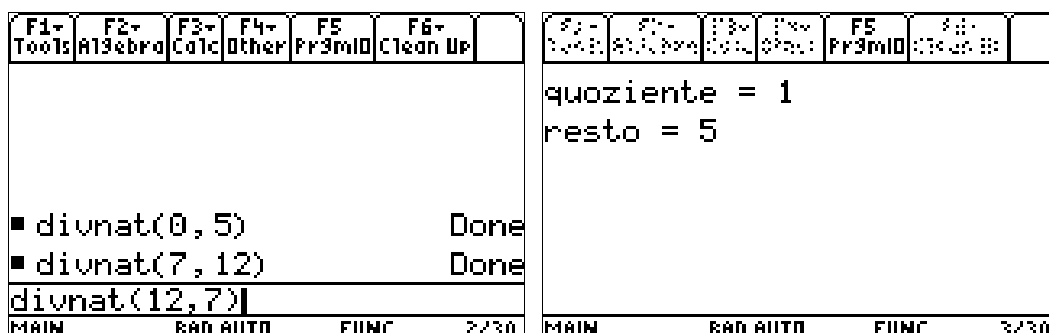 F1 F2 F3 F4 F5 F6
Tools Algebra Calc Other PrgmIO Clean Up
divnat(0,5) Done
divnat(7,12) Done
divnat(12,7)
MAIN RAD AUTO FUNC 2/30
F5
PrgmIO
quoziente = 1
resto = 5
MAIN RAD AUTO FUNC 3/30